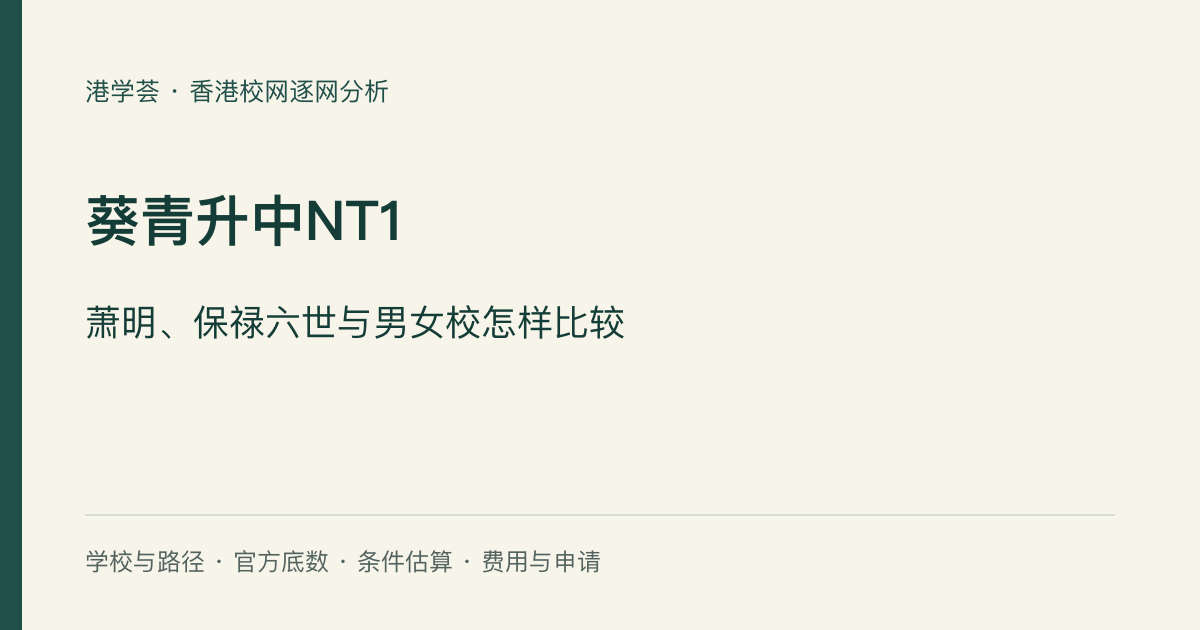 港学荟 · 香港校网逐网分析
葵青升中NT1
萧明、保禄六世与男女校怎样比较
学校与路径 · 官方底数 · 条件估算 · 费用与申请